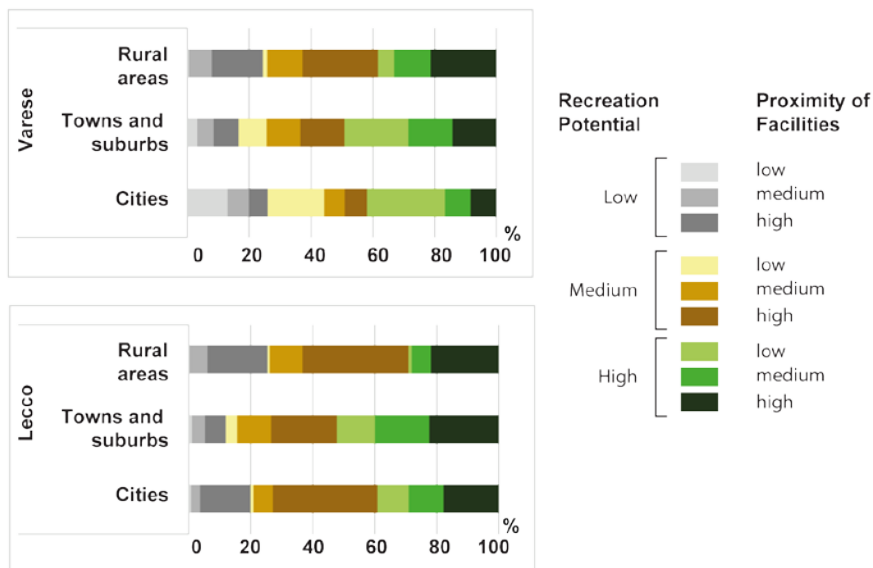 Varese
Rural
areas
Towns and
suburbs
Cities
%
0 20 40 60 80 100
Lecco
Rural
areas
Towns and
suburbs
Cities
%
0 20 40 60 80 100
Recreation Proximity of
Potential Facilities
low
Low medium
high
low
Medium medium
high
low
High medium
high